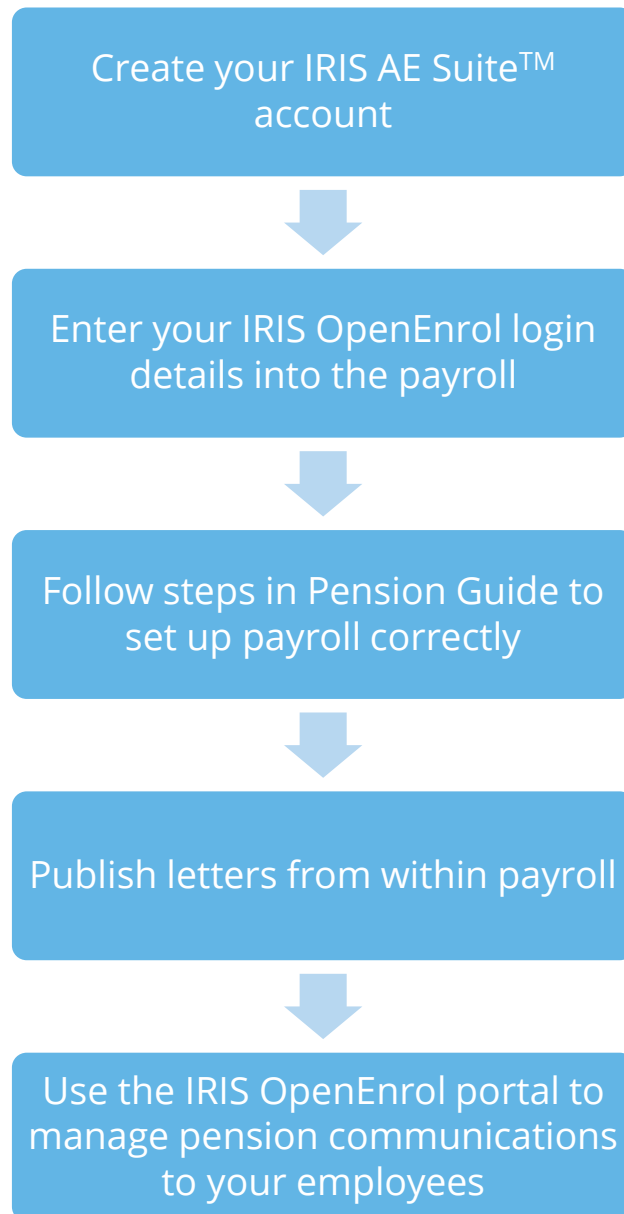 Create your IRIS AE Suite™
account
Enter your IRIS OpenEnrol login
details into the payroll
Follow steps in Pension Guide to
set up payroll correctly
Publish letters from within payroll
Use the IRIS OpenEnrol portal to
manage pension communications
to your employees